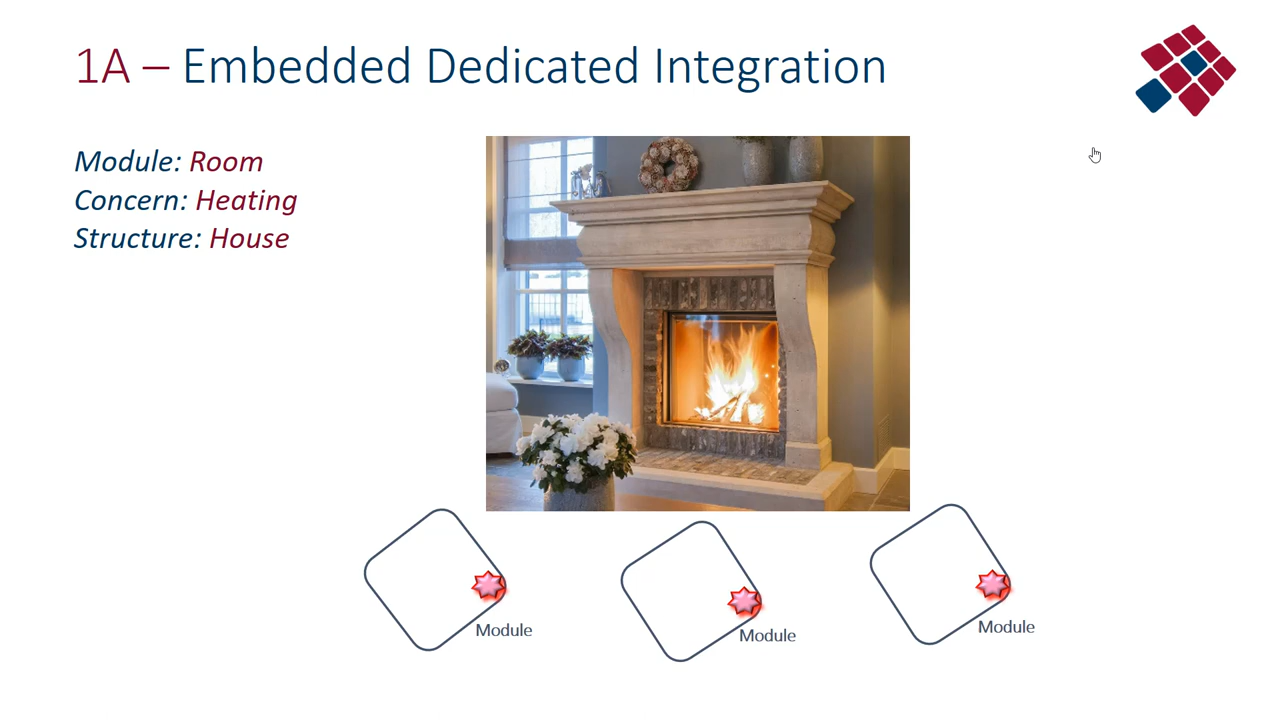 1A – Embedded Dedicated Integration
Module: Room
Concern: Heating
Structure: House
Module
Module
Module